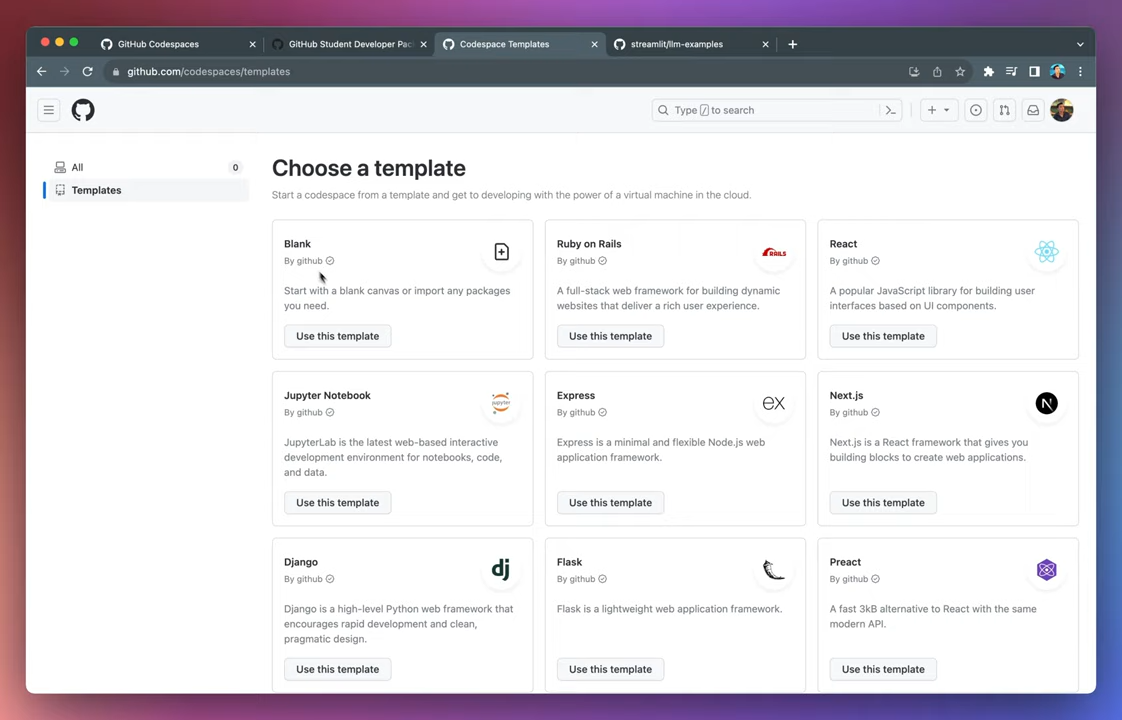 GitHub Codespaces
GitHub Student Developer Pac
Codespace Templates
streamlit/llm-examples
github.com/codespaces/templates
Type / to search
All
0
Templates
Choose a template
Start a codespace from a template and get to developing with the power of a virtual machine in the cloud.
Blank
By github
Start with a blank canvas or import any packages
you need.
Use this template
Ruby on Rails
By github
RAILS
A full-stack web framework for building dynamic
websites that deliver a rich user experience.
Use this template
React
By github
A popular JavaScript library for building user
interfaces based on UI components.
Use this template
Jupyter Notebook
By github
jupyter
JupyterLab is the latest web-based interactive
development environment for notebooks, code,
and data.
Use this template
Express
By github
ex
Express is a minimal and flexible Node.js web
application framework.
Use this template
Next.js
By github
N
Next.js is a React framework that gives you
building blocks to create web applications.
Use this template
Django
By github
dj
Django is a high-level Python web framework that
encourages rapid development and clean,
pragmatic design.
Use this template
Flask
By github
Flask is a lightweight web application framework.
Use this template
Preact
By github
A fast 3kB alternative to React with the same
modern API.
Use this template